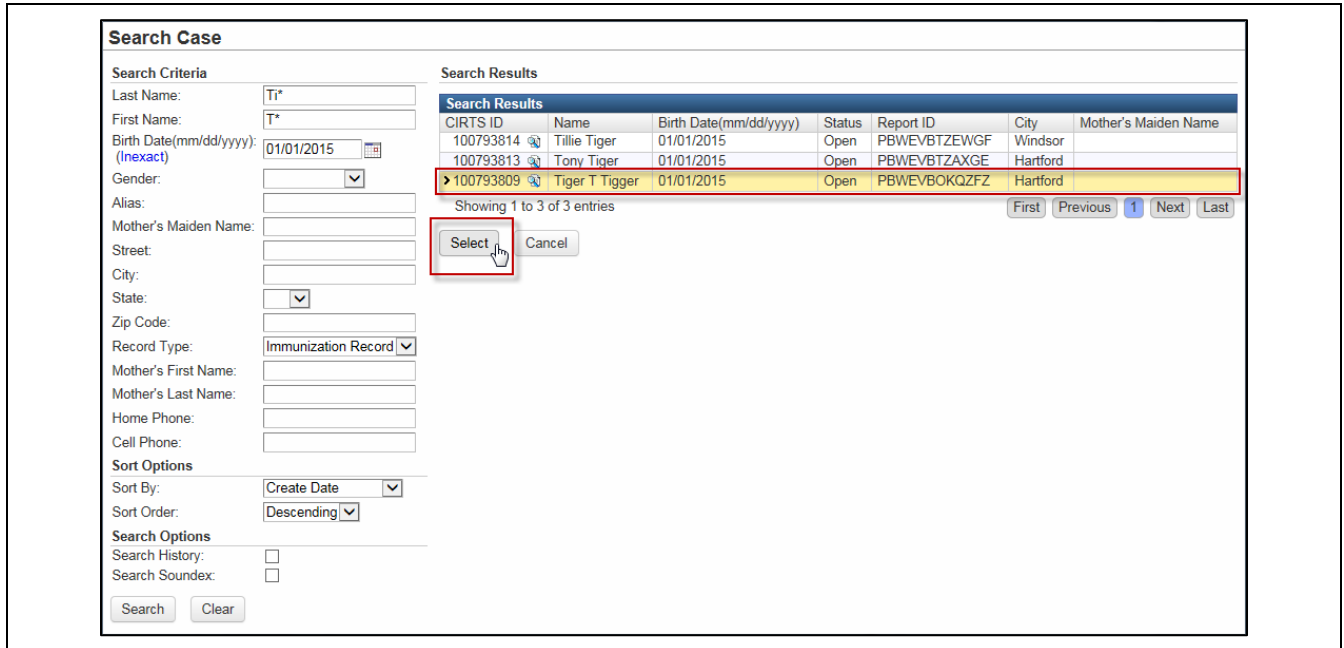 Search Case
Search Criteria
Last Name: Ti*
First Name: T*
Birth Date(mm/dd/yyyy): 01/01/2015
(Inexact)
Gender:
Alias:
Mother's Maiden Name:
Street:
City:
State:
Zip Code:
Record Type: Immunization Record
Mother's First Name:
Mother's Last Name:
Home Phone:
Cell Phone:
Sort Options
Sort By: Create Date
Sort Order: Descending
Search Options
Search History:
Search Soundex:
Search Clear
Search Results
Search Results
CIRTS ID Name Birth Date(mm/dd/yyyy) Status Report ID City Mother's Maiden Name
100793814 Tillie Tiger 01/01/2015 Open PBWEVBTZEWGF Windsor
100793813 Tony Tiger 01/01/2015 Open PBWEVBTZAXGE Hartford
100793809 Tiger T Tigger 01/01/2015 Open PBWEVBOKQZFZ Hartford
Showing 1 to 3 of 3 entries First Previous 1 Next Last
Select Cancel